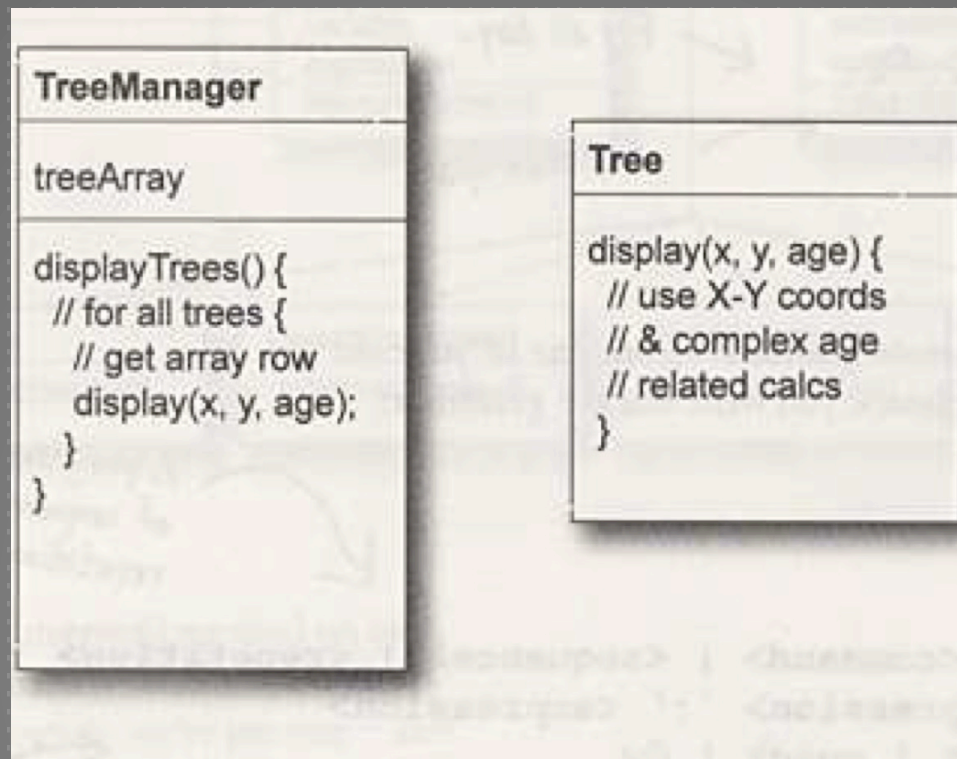 TreeManager
treeArray
displayTrees() {
// for all trees {
// get array row
display(x, y, age);
}
}
Tree
display(x, y, age) {
// use X-Y coords
// & complex age
// related calcs
}